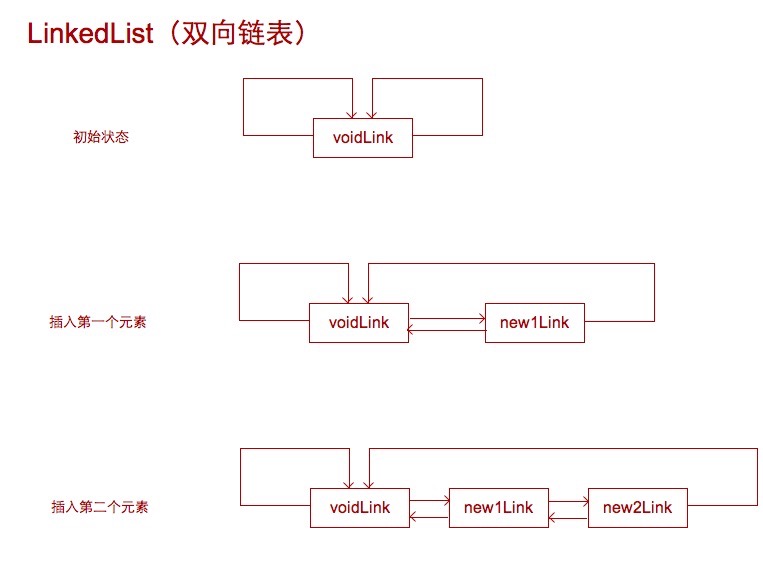 LinkedList（双向链表）
初始状态
voidLink
插入第一个元素
voidLink
new1Link
插入第二个元素
voidLink
new1Link
new2Link